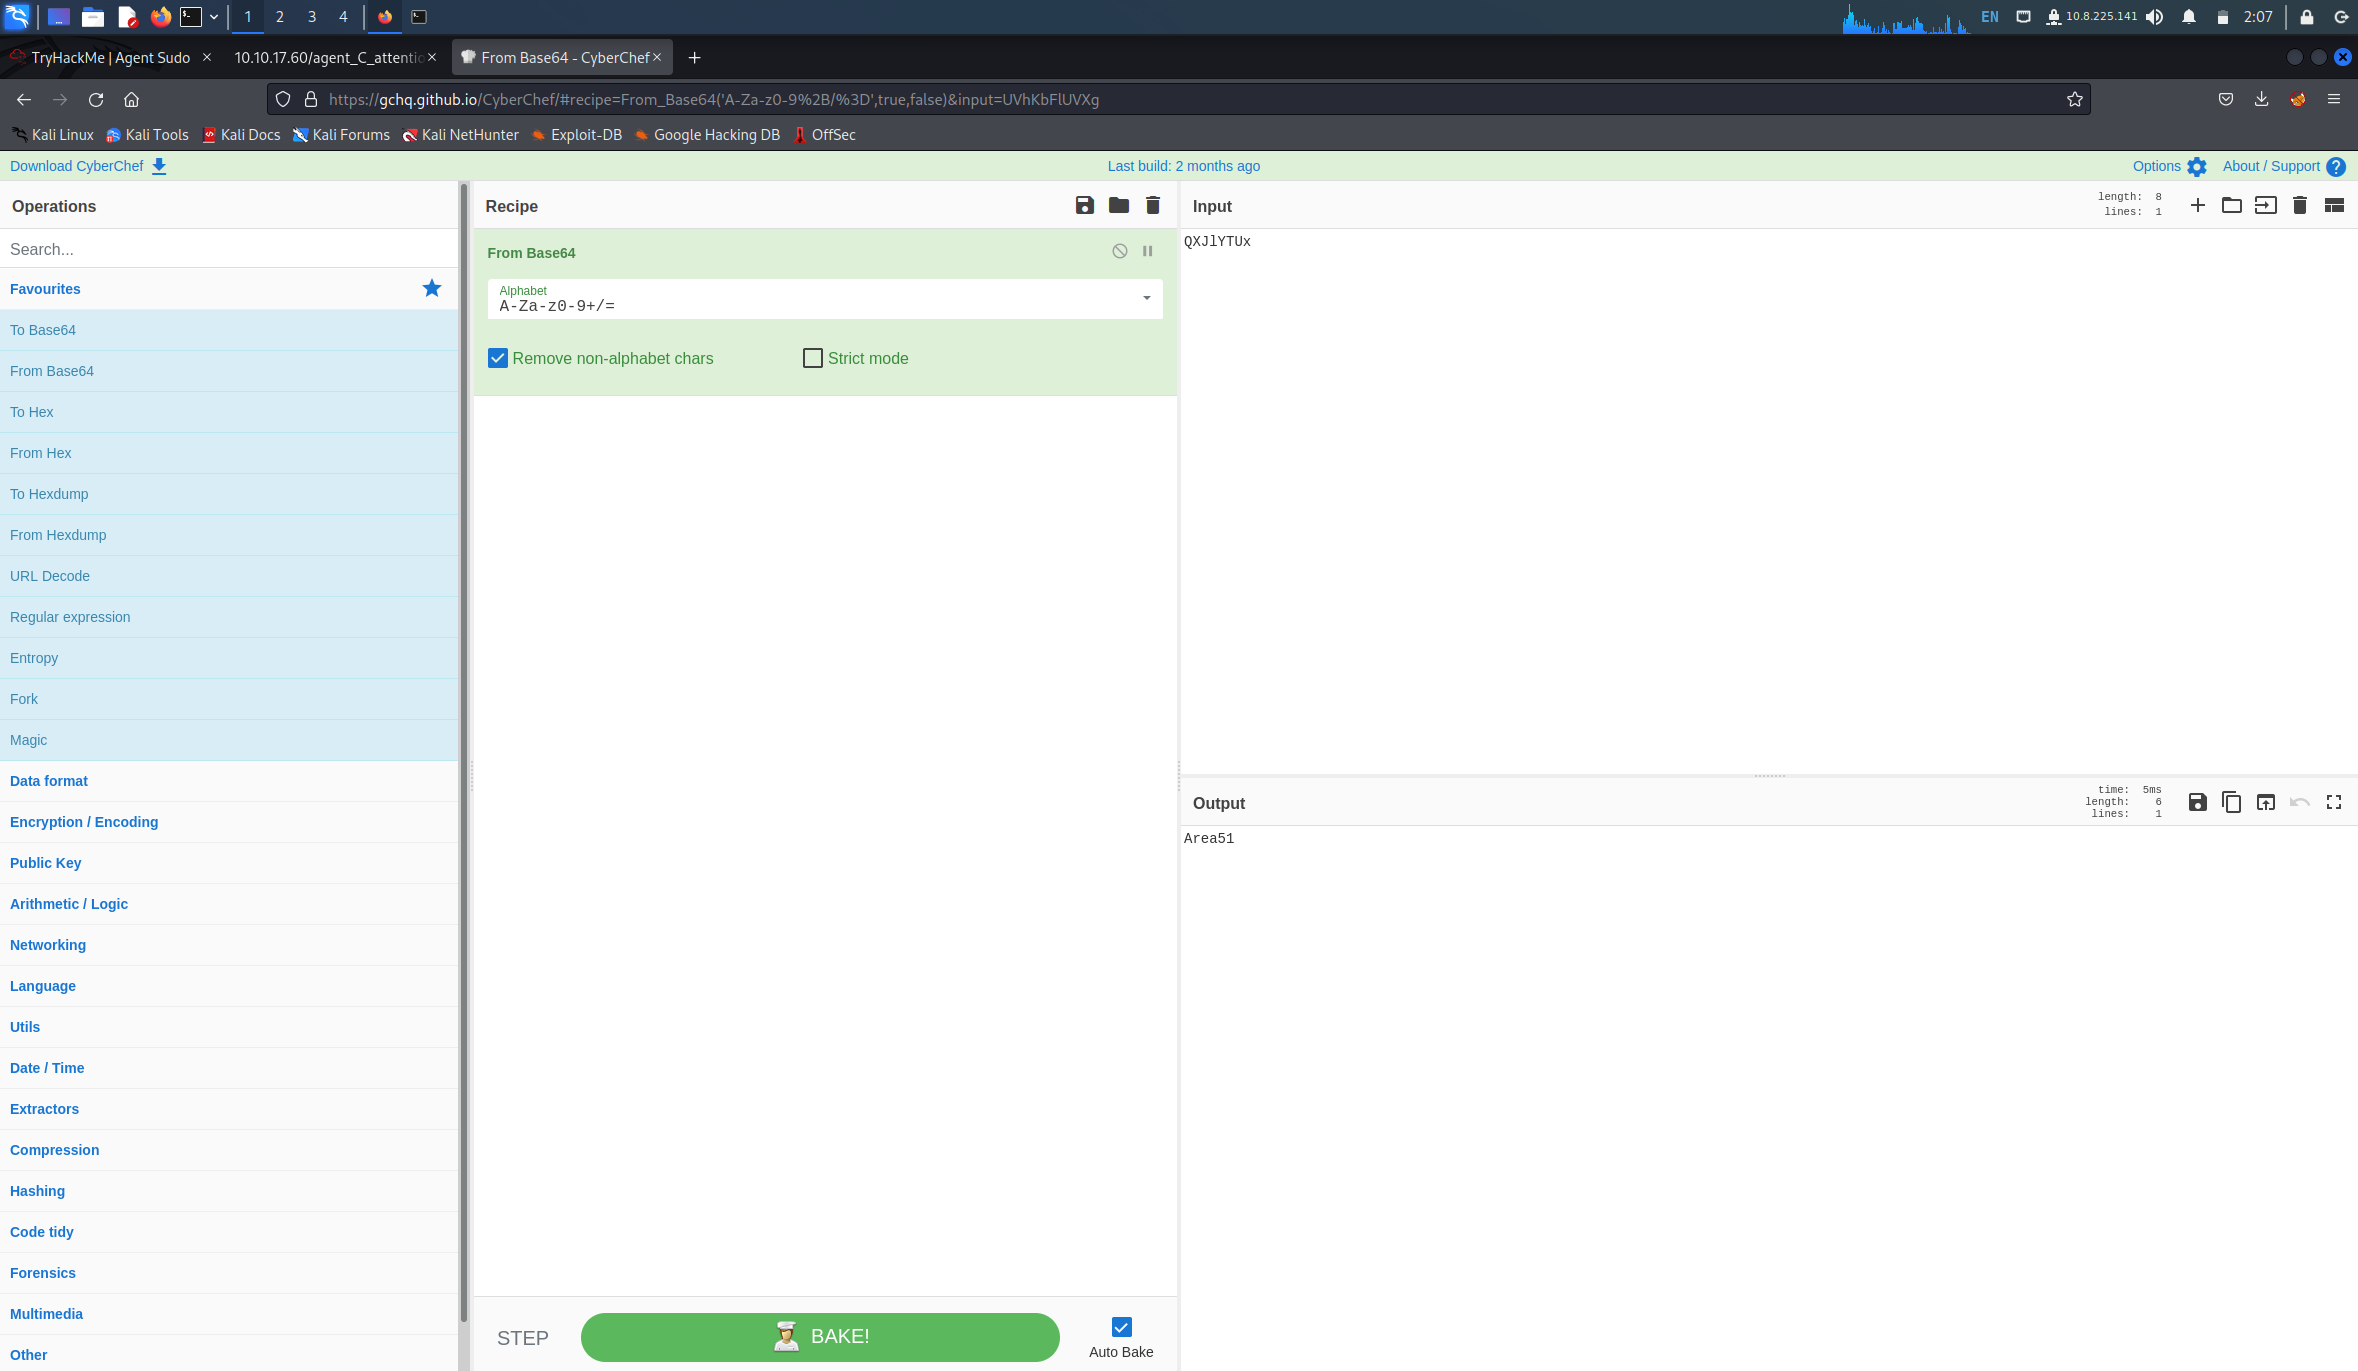 1 2 3 4 EN 10.8.225.141 2:07
TryHackMe | Agent Sudo 10.10.17.60/agent_C_attentio From Base64 - CyberChef
https://gchq.github.io/CyberChef/#recipe=From_Base64('A-Za-z0-9%2B/%3D',true,false)&input=UVhKbFlUVXg
Kali Linux Kali Tools Kali Docs Kali Forums Kali NetHunter Exploit-DB Google Hacking DB OffSec
Download CyberChef Last build: 2 months ago Options About / Support
Operations
Search...
Favourites
To Base64
From Base64
To Hex
From Hex
To Hexdump
From Hexdump
URL Decode
Regular expression
Entropy
Fork
Magic
Data format
Encryption / Encoding
Public Key
Arithmetic / Logic
Networking
Language
Utils
Date / Time
Extractors
Compression
Hashing
Code tidy
Forensics
Multimedia
Other
Recipe
From Base64
Alphabet
A-Za-z0-9+/=
Remove non-alphabet chars Strict mode
STEP BAKE! Auto Bake
Input
length: 8
lines: 1
QXJlYTUx
Output
time: 5ms
length: 6
lines: 1
Area51